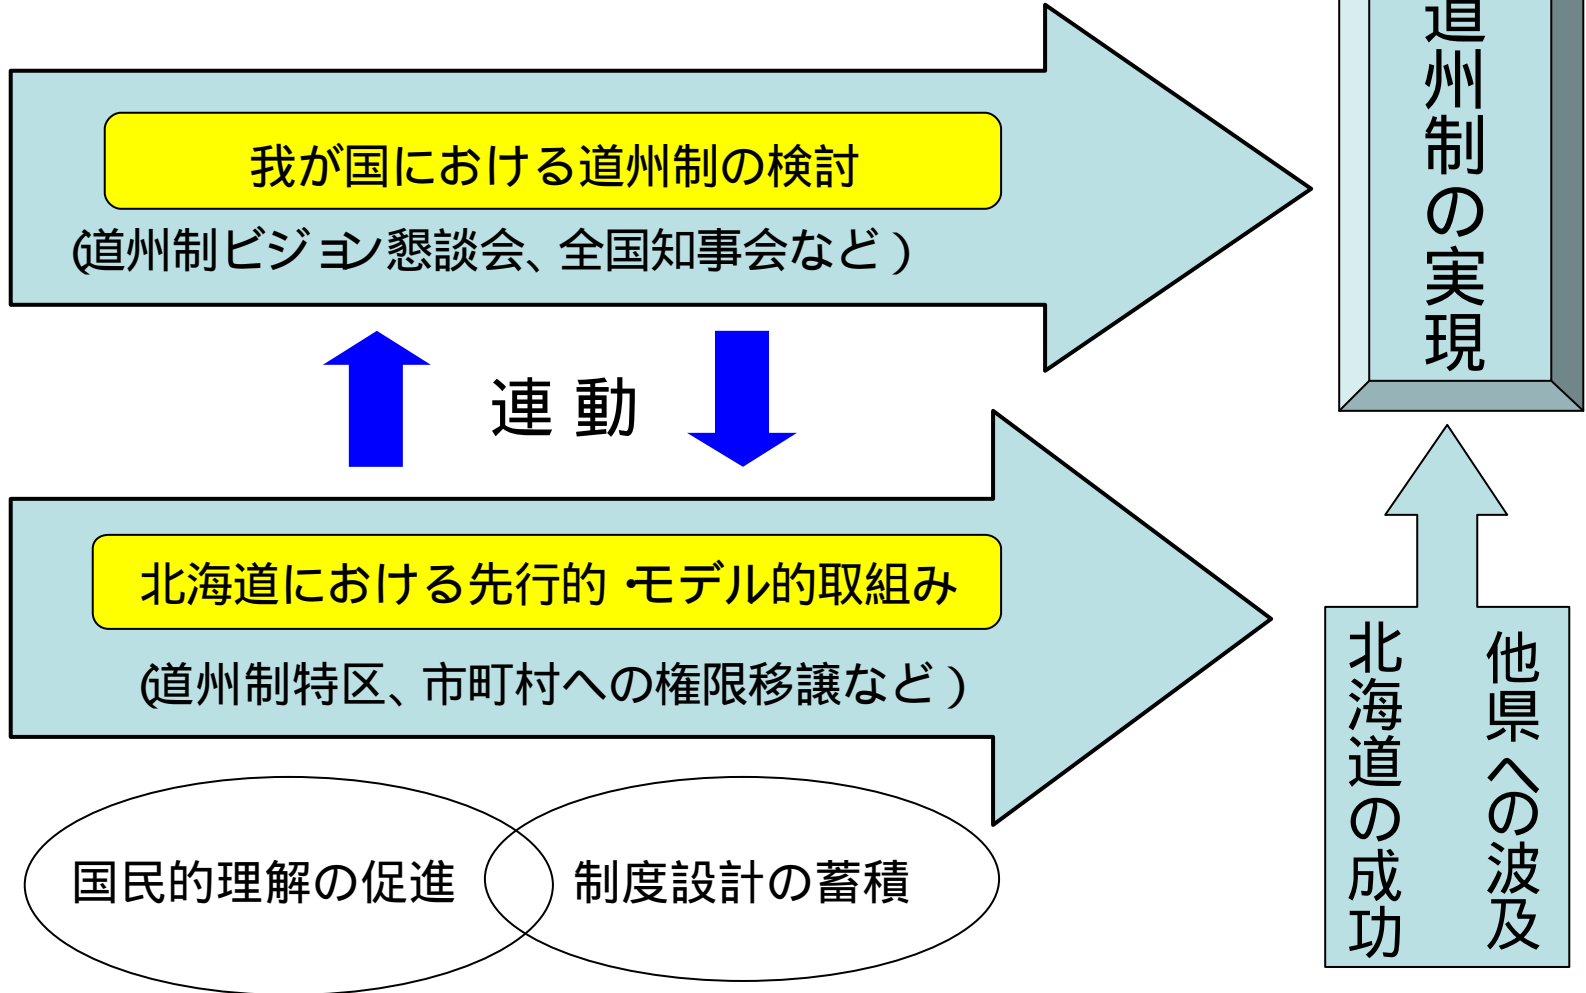 我が国における道州制の検討
(道州制ビジョン懇談会、全国知事会など)
連 動
北海道における先行的・モデル的取組み
(道州制特区、市町村への権限移譲など)
国民的理解の促進
制度設計の蓄積
道州制の実現
他県への波及
北海道の成功